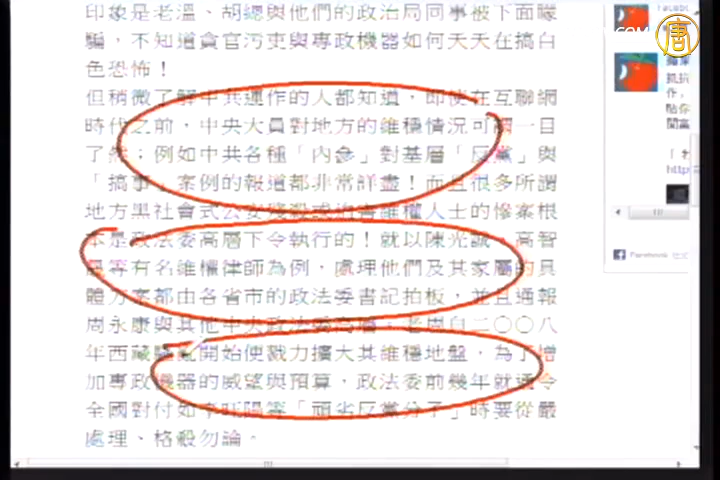 印象是老溫、胡總與他們的政治局同事被下面矇
騙，不知道貪官污吏與專政機器如何天天在搞白
色恐怖！
但稍微了解中共運作的人都知道，即使在互聯網
時代之前，中央大員對地方的維穩情況可謂一目
了然；例如中共各種「內參」對基層「反黨」與
「搞事」案例的報道都非常詳盡！而且很多所謂
地方黑社會式公安殘殺或迫害維權人士的慘案根
本是政法委高層下令執行的！就以陳光誠、高智
晟等有名維權律師為例，處理他們及其家屬的具
體方案都由各省市的政法委書記拍板，並且通報
周永康與其他中央政法委高層，老周自二〇〇八
年西藏騷亂開始便戮力擴大其維穩地盤，為了增
加專政機器的威望與預算，政法委前幾年就通令
全國對付如李旺陽等「頑劣反黨分子」時要從嚴
處理、格殺勿論。
唐
.COM
Facebook